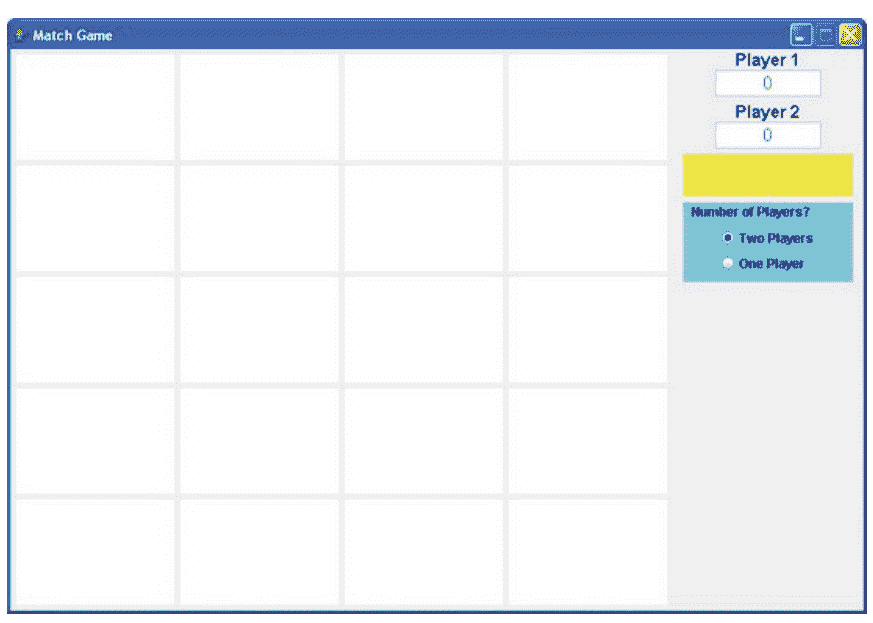 Match Game
Player 1
0
Player 2
0
Number of Players?
Two Players
One Player